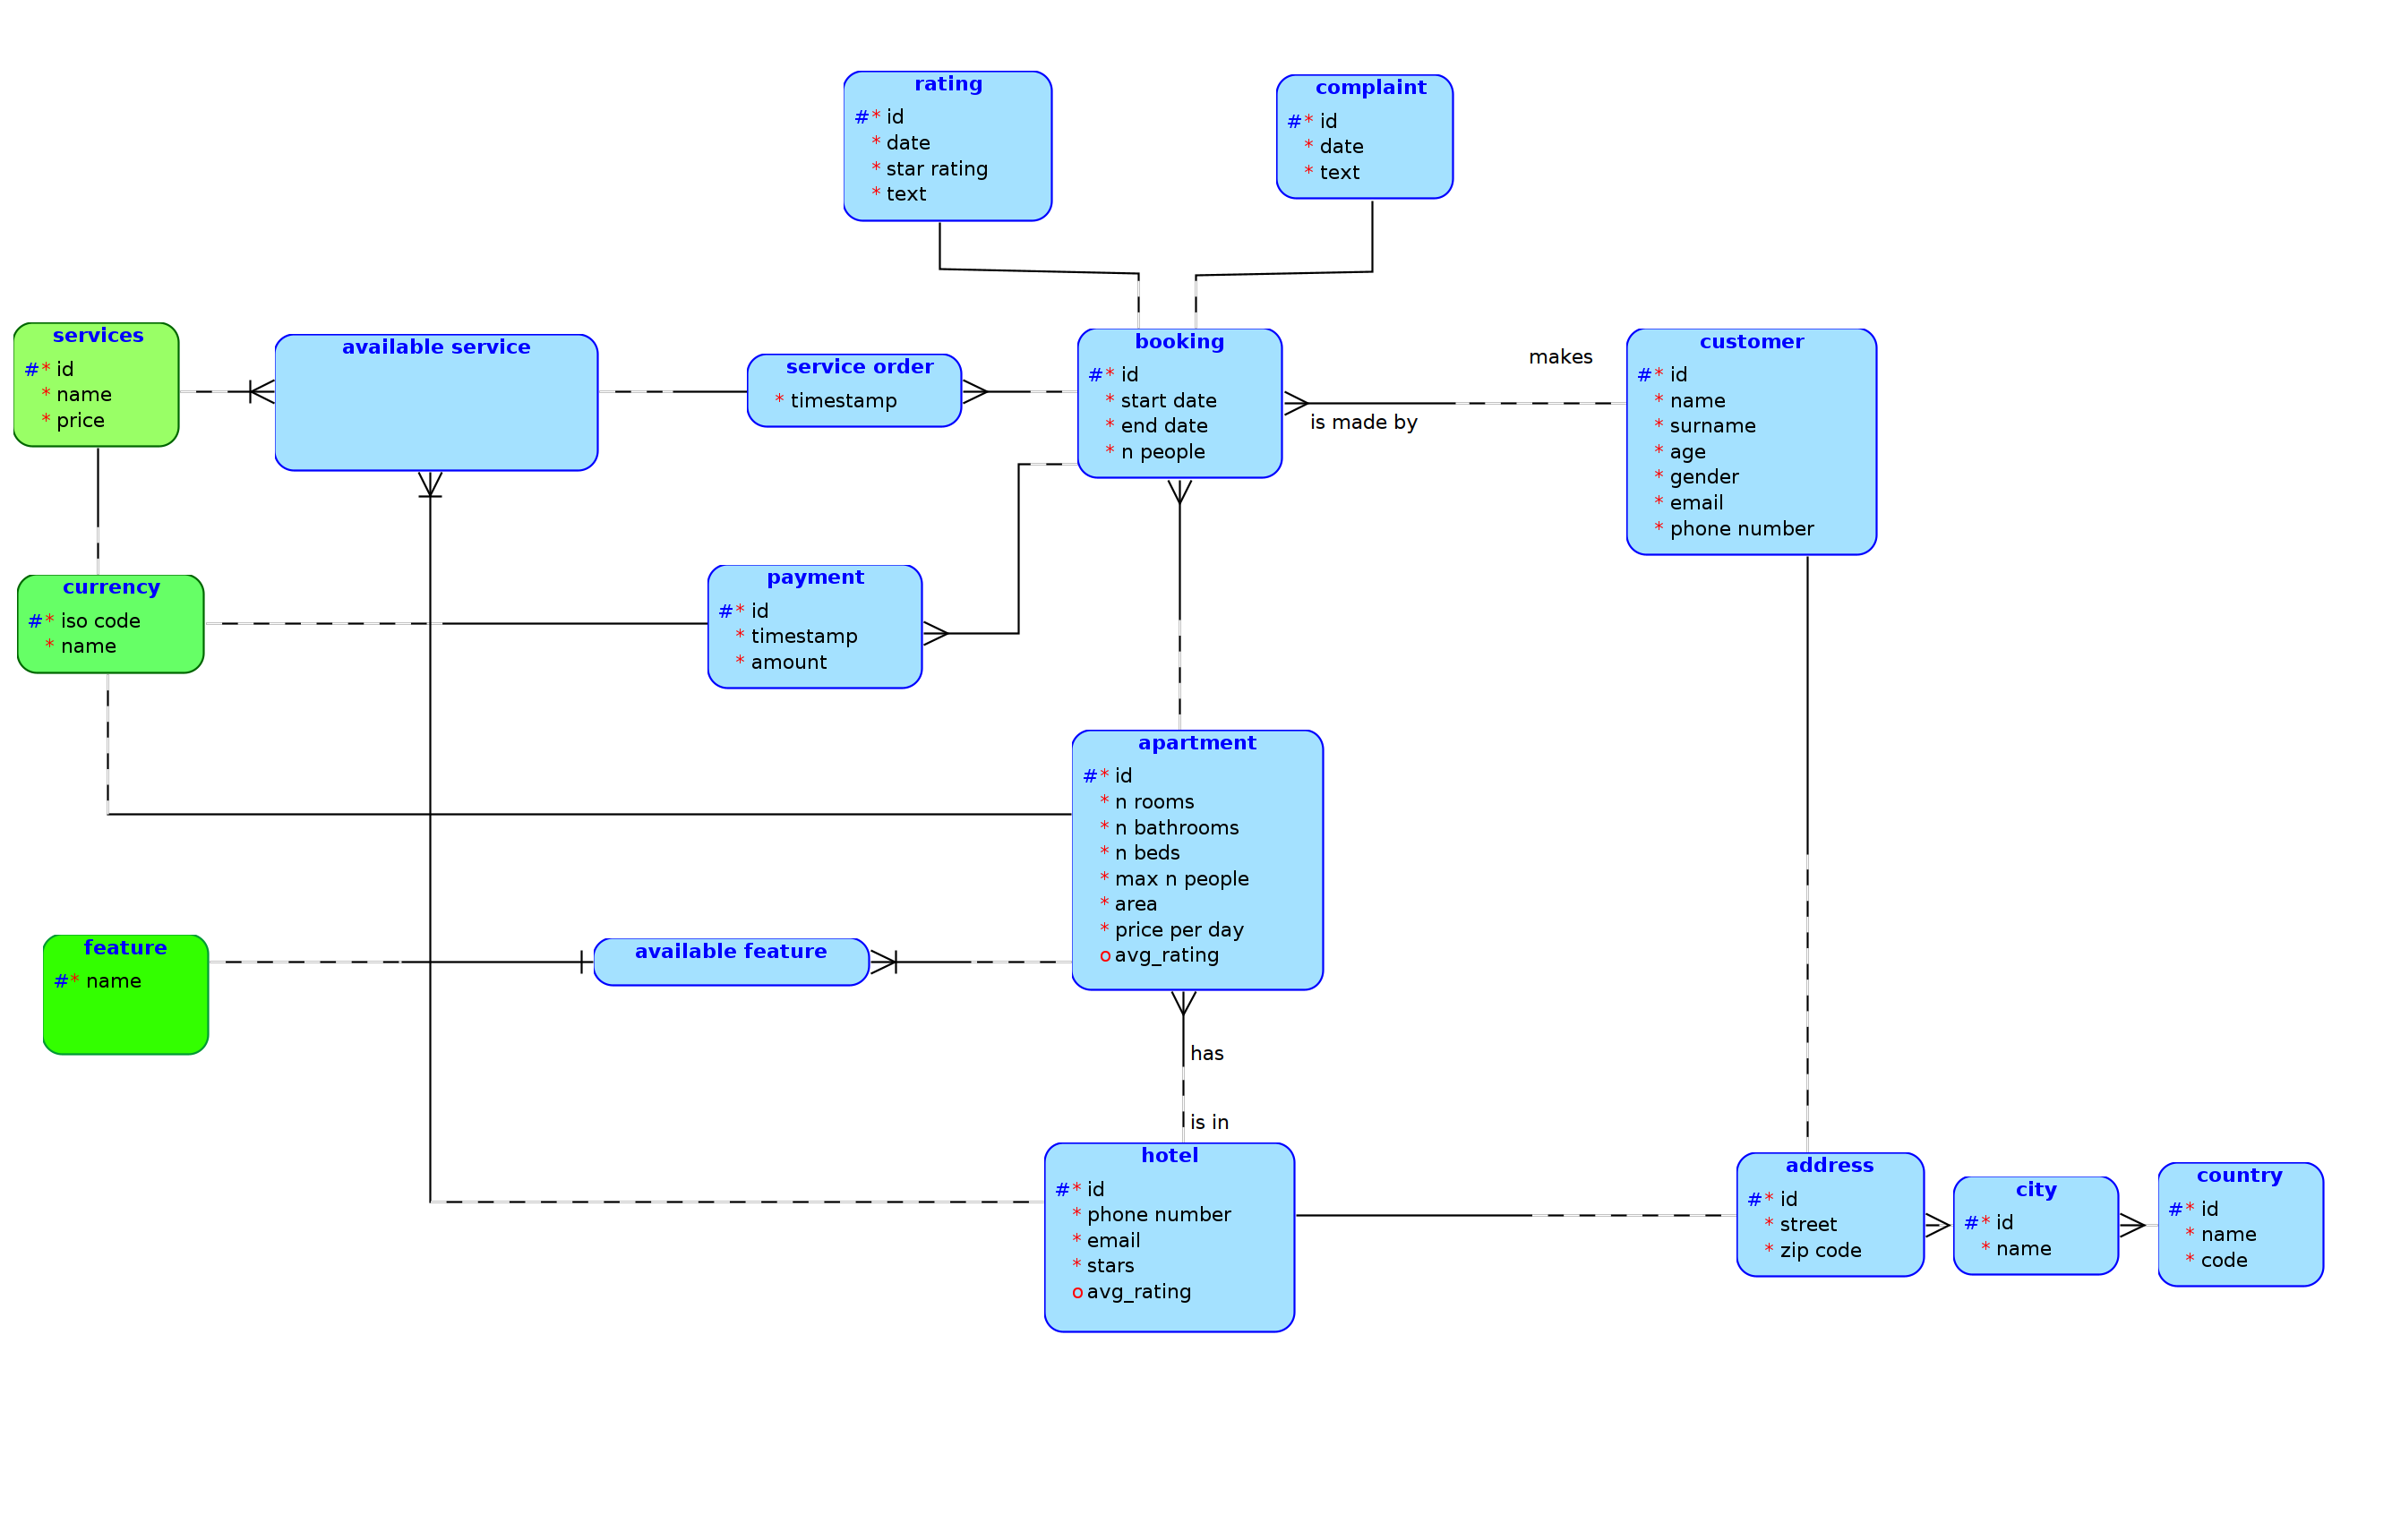 rating
#* id
* date
* star rating
* text
complaint
#* id
* date
* text
services
#* id
* name
* price
available service
service order
* timestamp
booking
#* id
* start date
* end date
* n people
makes
is made by
customer
#* id
* name
* surname
* age
* gender
* email
* phone number
currency
#* iso code
* name
payment
#* id
* timestamp
* amount
apartment
#* id
* n rooms
* n bathrooms
* n beds
* max n people
* area
* price per day
o avg_rating
feature
#* name
available feature
has
is in
hotel
#* id
* phone number
* email
* stars
o avg_rating
address
#* id
* street
* zip code
city
#* id
* name
country
#* id
* name
* code